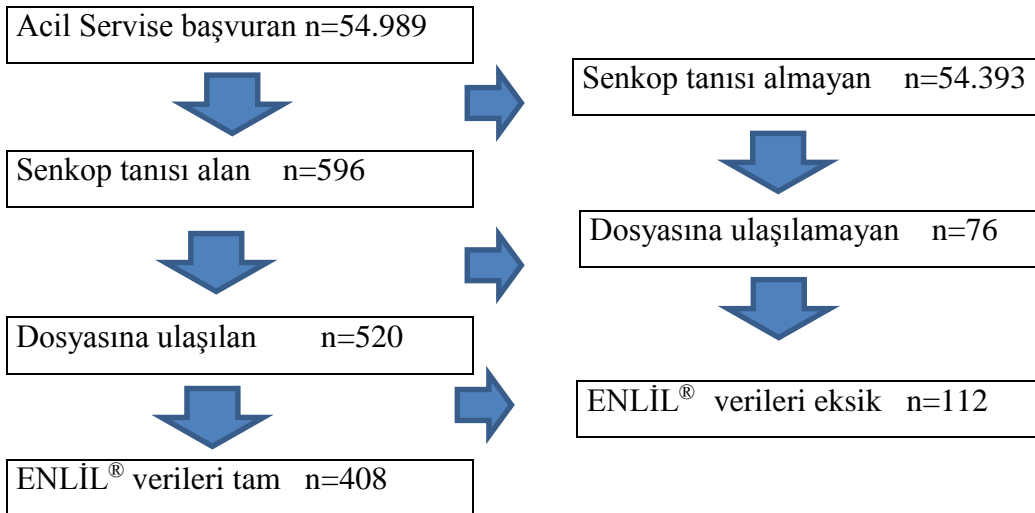 Acil Servise başvuran n=54.989
Senkop tanısı almayan n=54.393
Senkop tanısı alan n=596
Dosyasına ulaşılamayan n=76
Dosyasına ulaşılan n=520
ENLİL® verileri eksik n=112
ENLİL® verileri tam n=408